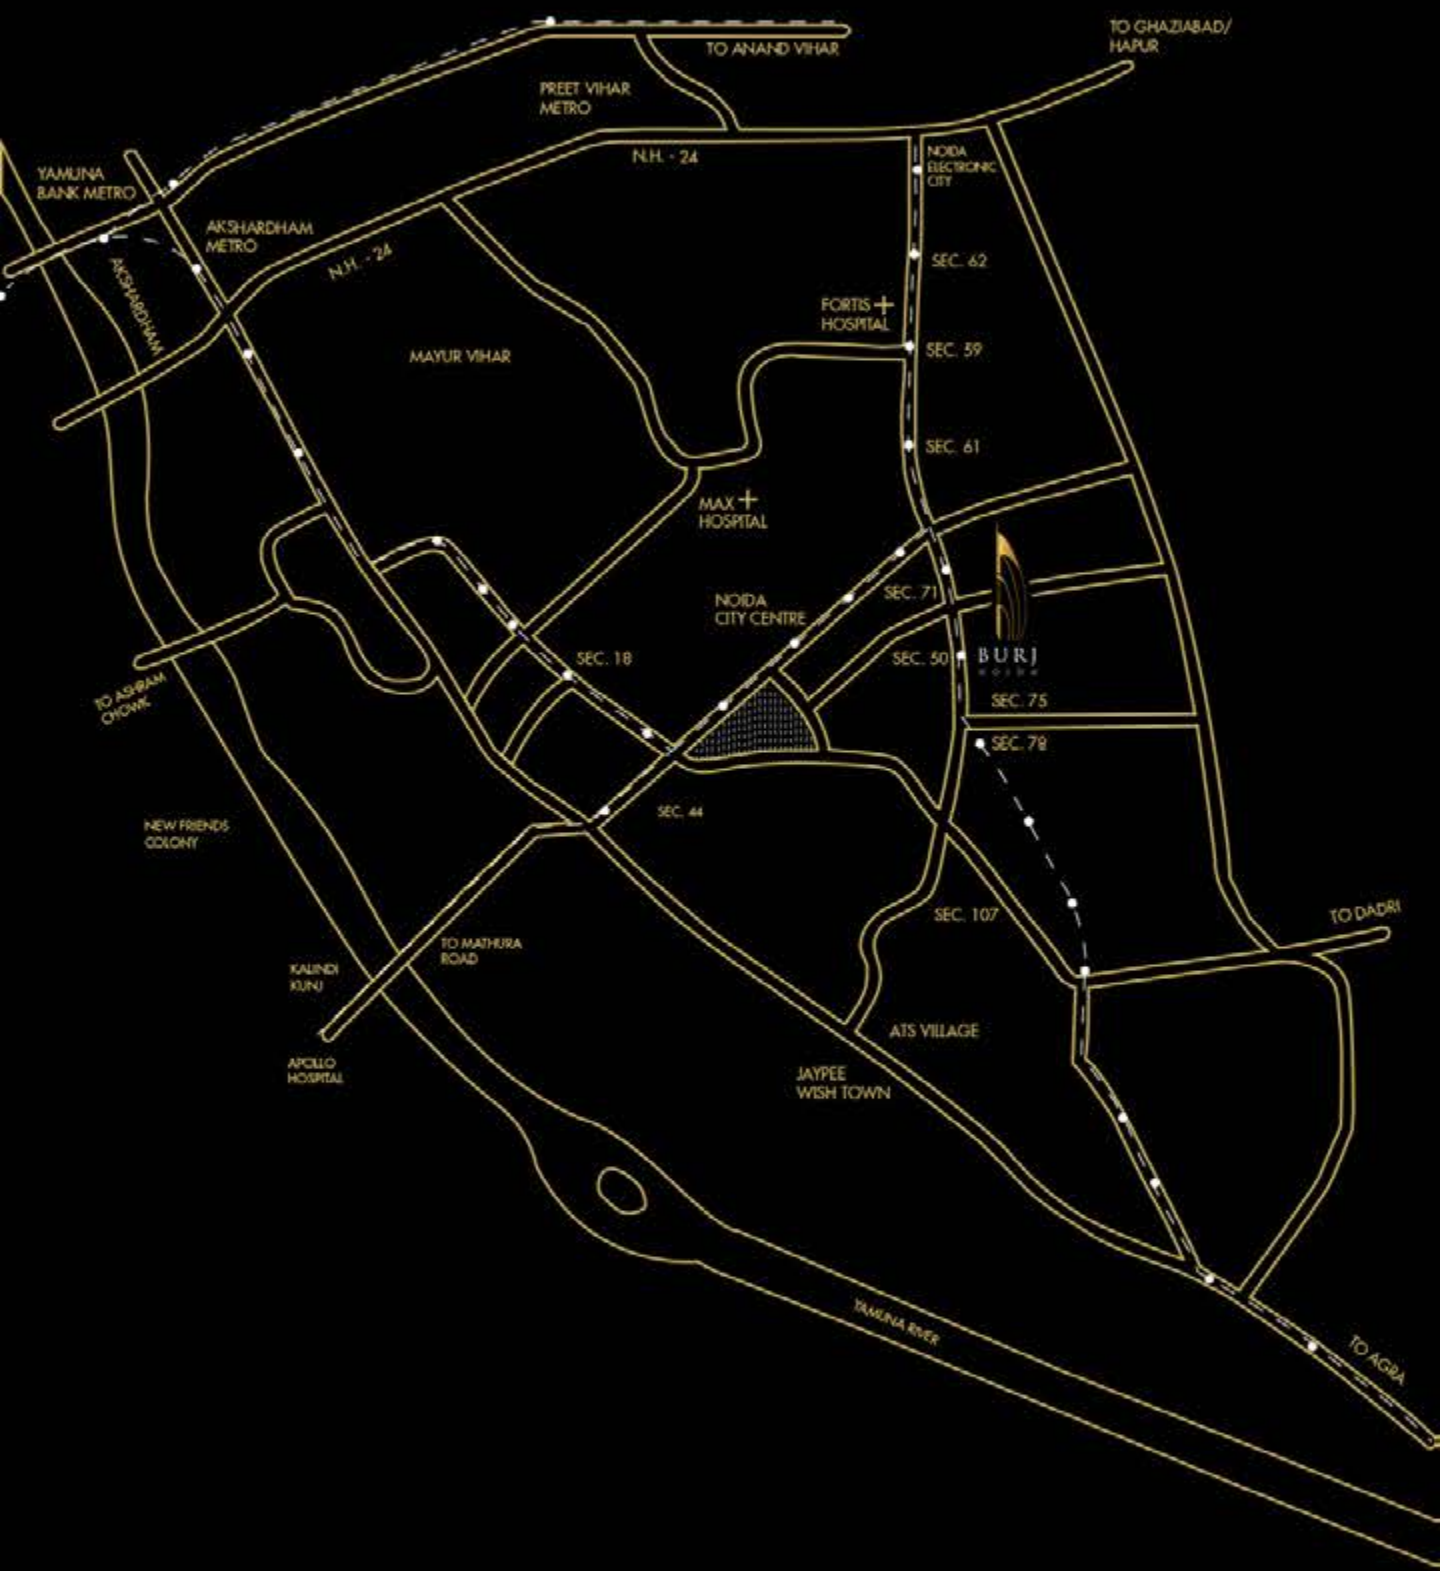 TO GHAZIABAD/
HAPUR
TO ANAND VIHAR
PREET VIHAR
METRO
N.H. - 24
NOIDA
ELECTRONIC
CITY
YAMUNA
BANK METRO
AKSHARDHAM
METRO
N.H. - 24
AKSHARDHAM
SEC. 62
FORTIS
HOSPITAL
SEC. 59
MAYUR VIHAR
SEC. 61
MAX
HOSPITAL
SEC. 71
NOIDA
CITY CENTRE
SEC. 18
SEC. 50
BURJ
NOIDA
TO ASHRAM
CHOWK
SEC. 75
SEC. 78
SEC. 44
NEW FRIENDS
COLONY
SEC. 107
TO DADRI
TO MATHURA
ROAD
KALINDI
KUNJ
ATS VILLAGE
APOLLO
HOSPITAL
JAYPEE
WISH TOWN
YAMUNA RIVER
TO AGRA